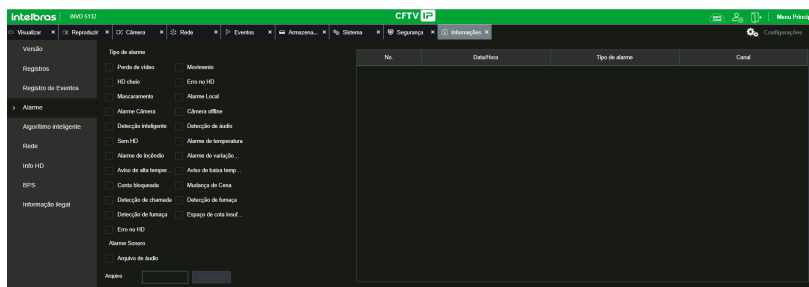 intelbras INVD 5132 CFTV IP Menu Princi
Visualizar × Reproduzir × Câmera × Rede × Eventos × Armazena... × Sistema × Segurança × Informações × Configurações
Versão
Registros
Registro de Eventos
> Alarme
Algorítimo inteligente
Rede
Info HD
BPS
Informação ilegal
Tipo de alarme
Perda de vídeo Movimento
HD cheio Erro no HD
Mascaramento Alarme Local
Alarme Câmera Câmera offline
Detecção inteligente Detecção de áudio
Sem HD Alarme de temperatura
Alarme de incêndio Alarme de variação...
Aviso de alta temper... Aviso de baixa temp...
Conta bloqueada Mudança de Cena
Detecção de chamada Detecção de fumaça
Detecção de fumaça Espaço de cota insuf...
Erro no HD
Alarme Sonoro
Arquivo de áudio
Arquivo
No. Data/Hora Tipo de alarme Canal